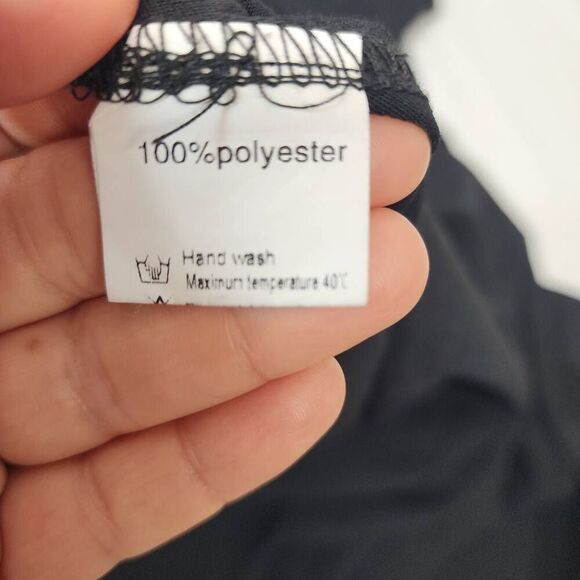 100%polyester
Hand wash
Maximum temperature 40℃